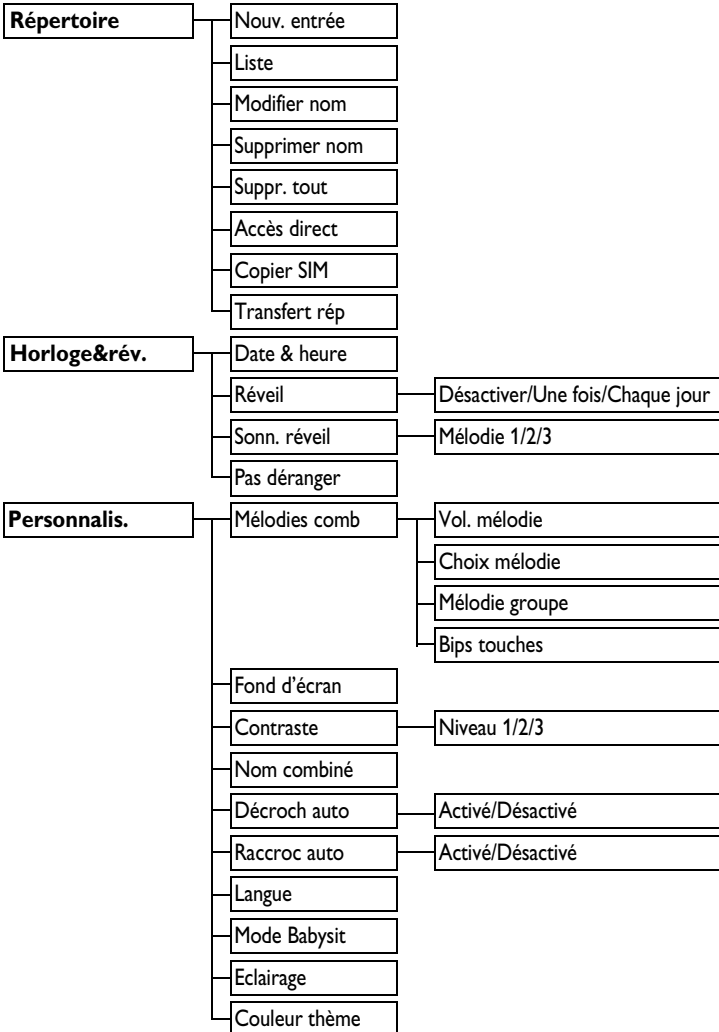 Répertoire
Nouv. entrée
Liste
Modifier nom
Supprimer nom
Suppr. tout
Accès direct
Copier SIM
Transfert rép
Horloge&rév.
Date & heure
Réveil
Désactiver/Une fois/Chaque jour
Sonn. réveil
Mélodie 1/2/3
Pas déranger
Personnalis.
Mélodies comb
Vol. mélodie
Choix mélodie
Mélodie groupe
Bips touches
Fond d’écran
Contraste
Niveau 1/2/3
Nom combiné
Décroch auto
Activé/Désactivé
Raccroc auto
Activé/Désactivé
Langue
Mode Babysit
Eclairage
Couleur thème